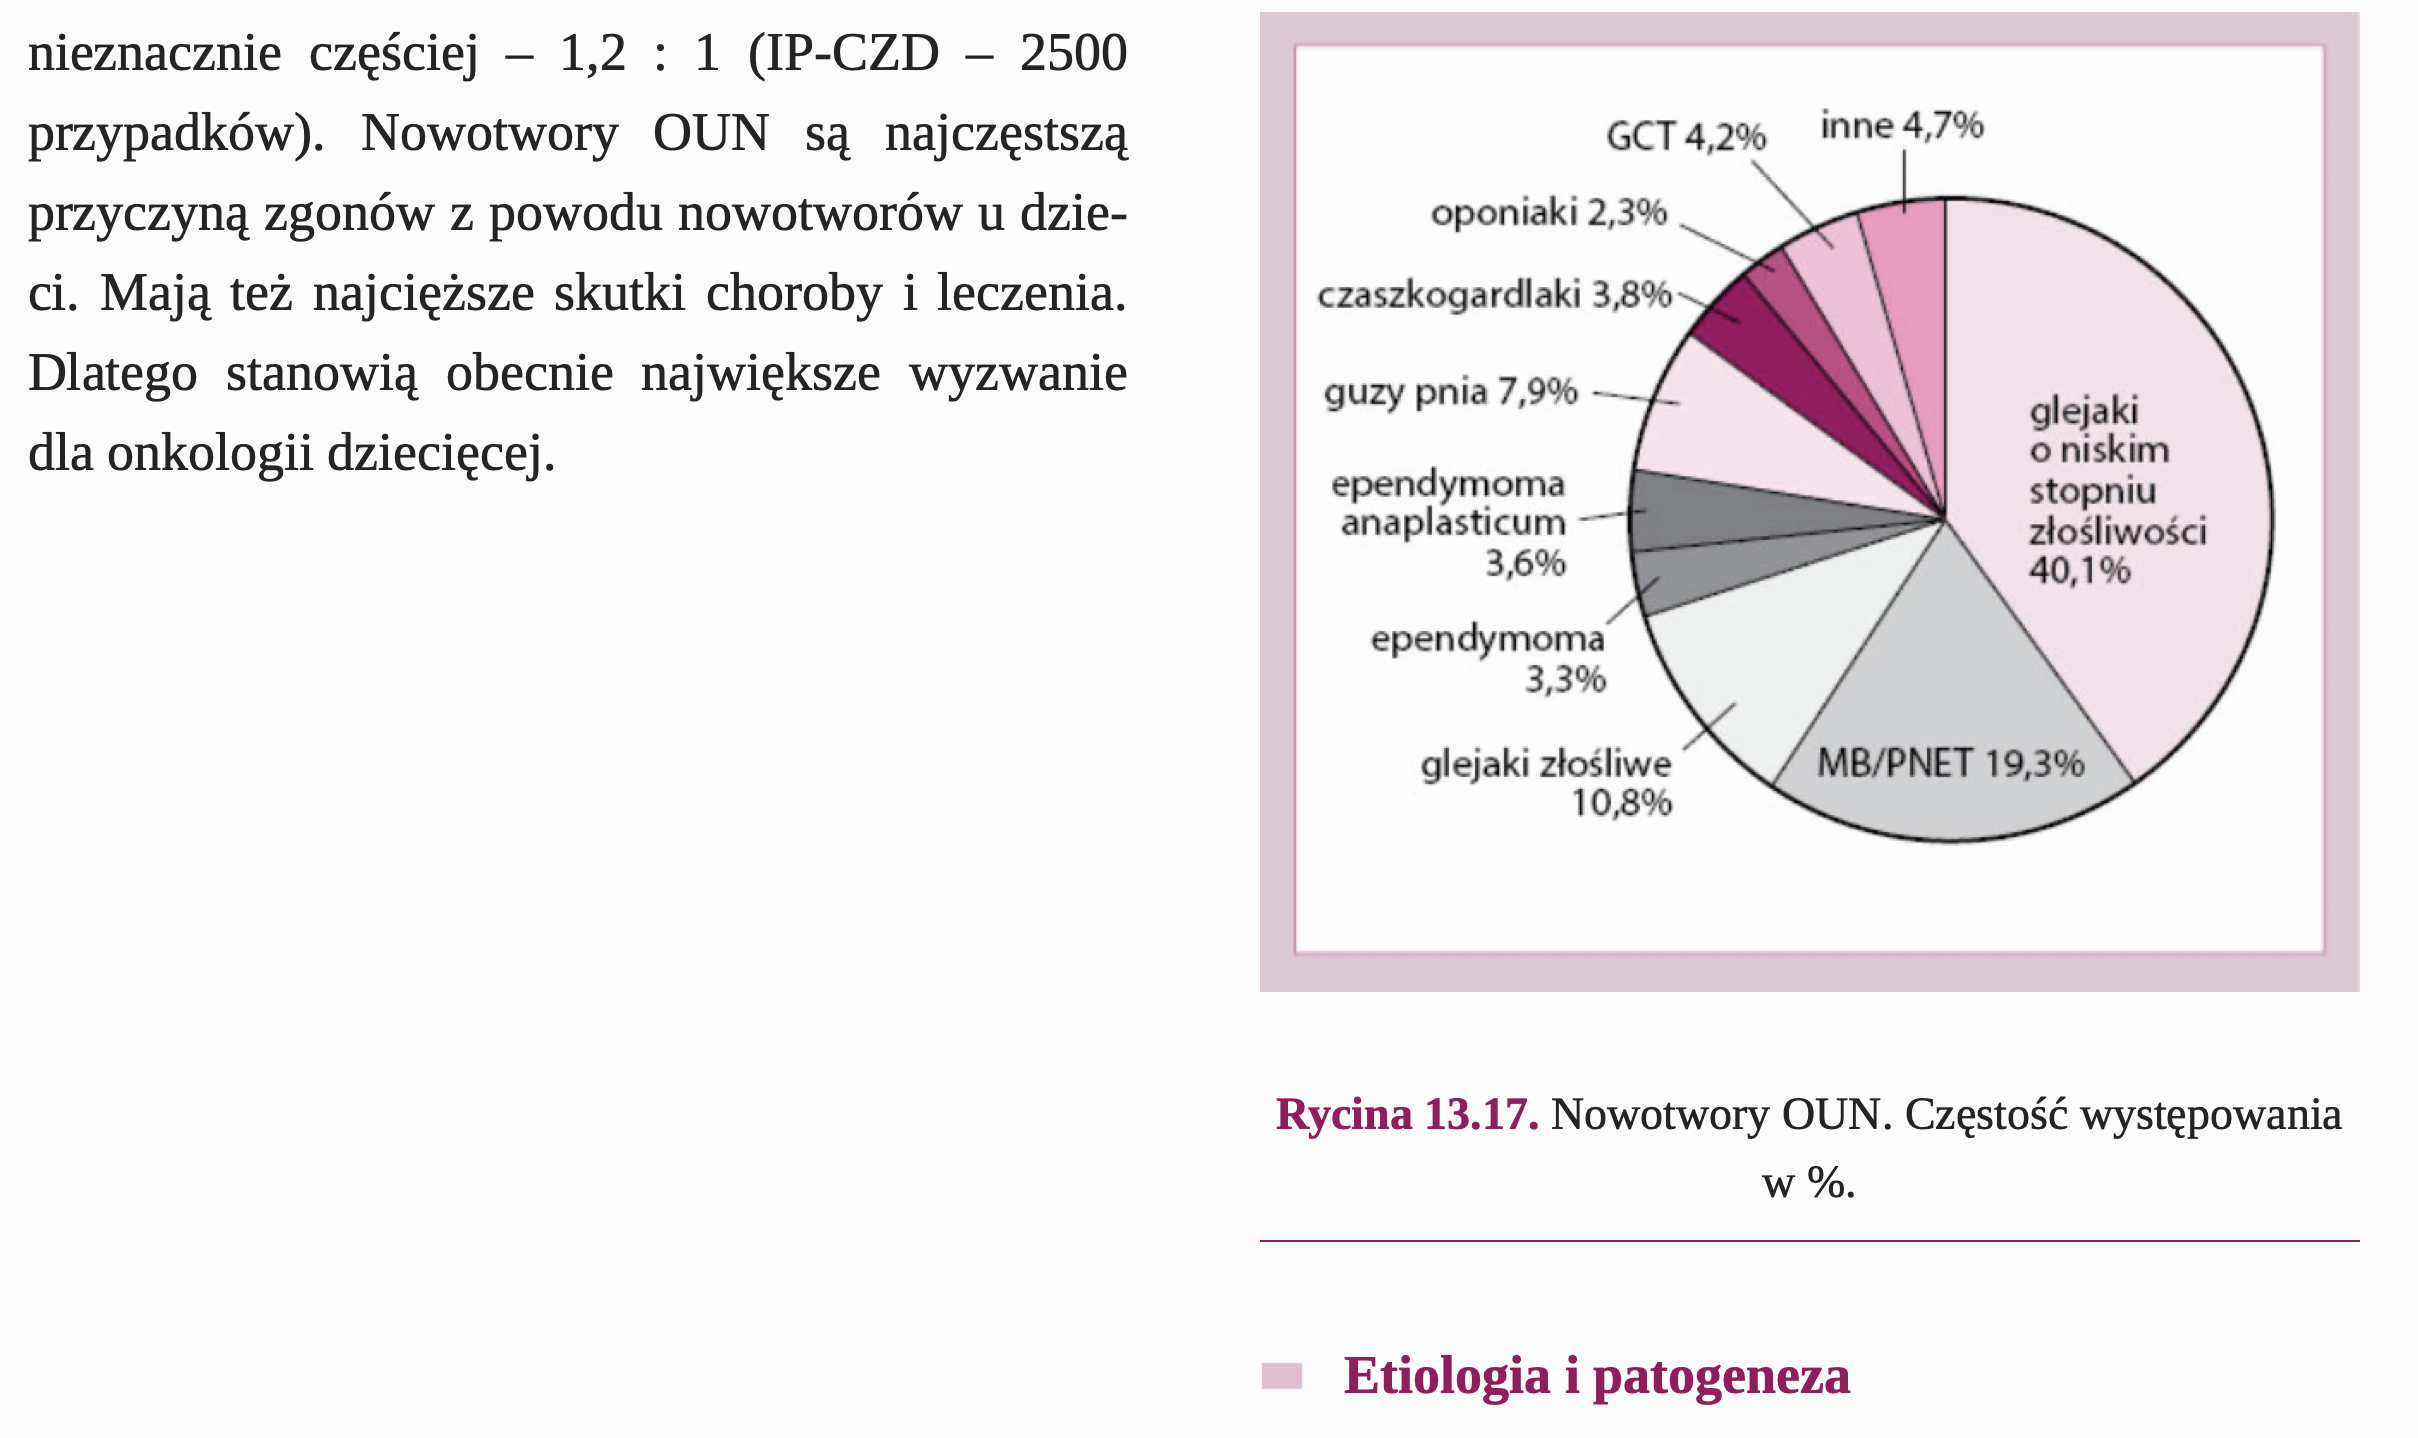 nieznacznie częściej – 1,2 : 1 (IP-CZD – 2500
przypadków). Nowotwory OUN są najczęstszą
przyczyną zgonów z powodu nowotworów u dzie-
ci. Mają też najcięższe skutki choroby i leczenia.
Dlatego stanowią obecnie największe wyzwanie
dla onkologii dziecięcej.
GCT 4,2%
inne 4,7%
oponiaki 2,3%
czaszkogardlaki 3,8%
guzy pnia 7,9%
ependymoma
anaplasticum
3,6%
ependymoma
3,3%
glejaki złośliwe
10,8%
MB/PNET 19,3%
glejaki
o niskim
stopniu
złośliwości
40,1%
Rycina 13.17. Nowotwory OUN. Częstość występowania
w %.
Etiologia i patogeneza